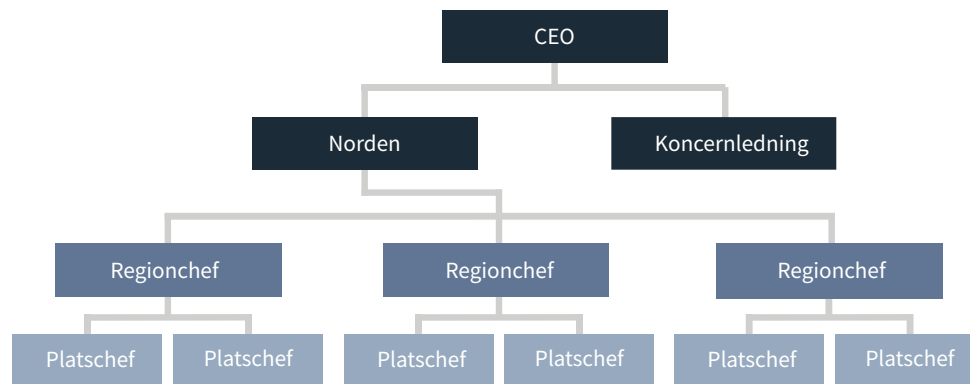 CEO
Norden
Koncernledning
Regionchef
Regionchef
Regionchef
Platschef
Platschef
Platschef
Platschef
Platschef
Platschef